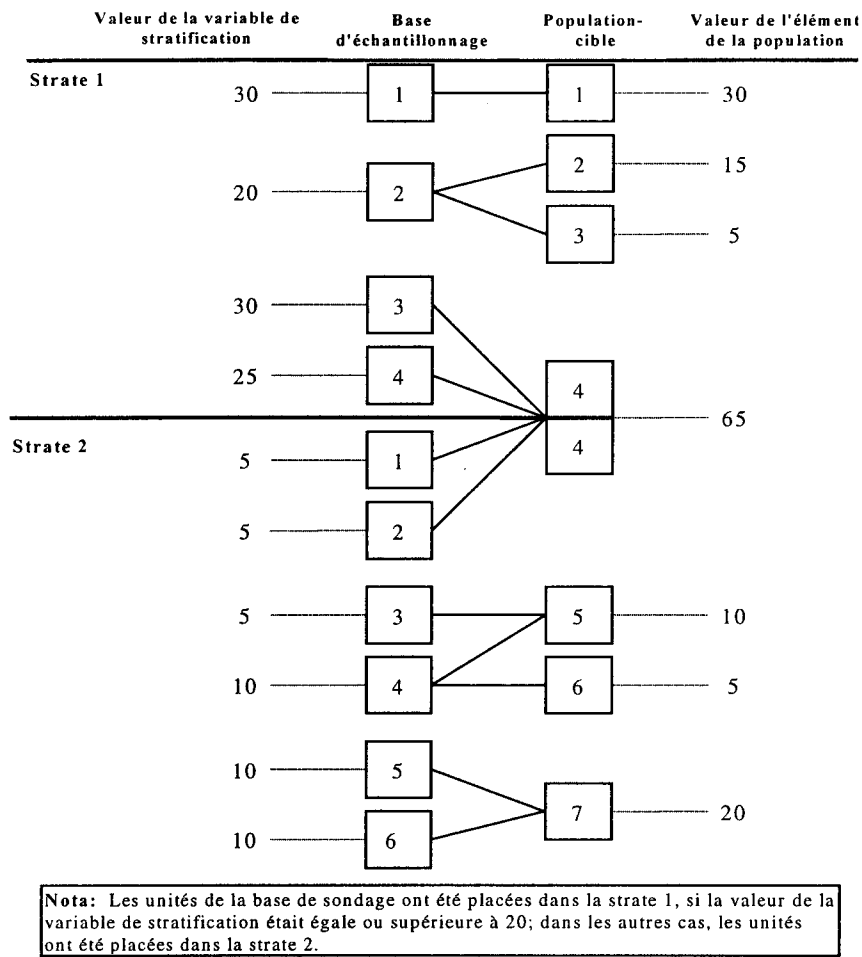 Valeur de la variable de stratification
Base d'échantillonnage
Population-cible
Valeur de l'élément de la population
Strate 1
30 1 1 30
20 2 2 15
3 5
30 3
25 4 4
65
Strate 2
4
5 1
5 2
5 3 5 10
10 4 6 5
10 5
7 20
10 6
Nota: Les unités de la base de sondage ont été placées dans la strate 1, si la valeur de la
variable de stratification était égale ou supérieure à 20; dans les autres cas, les unités
ont été placées dans la strate 2.